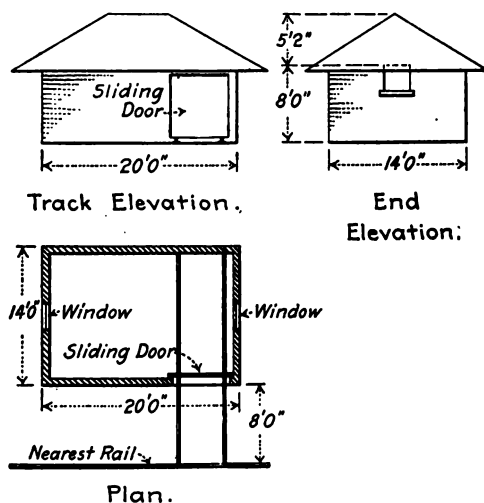 5'2"
8'0"
Sliding
Door
20'0"
14'0"
Track Elevation.
End
Elevation:
14'0"
Window
Window
Sliding Door
20'0"
8'0"
Nearest Rail
Plan.